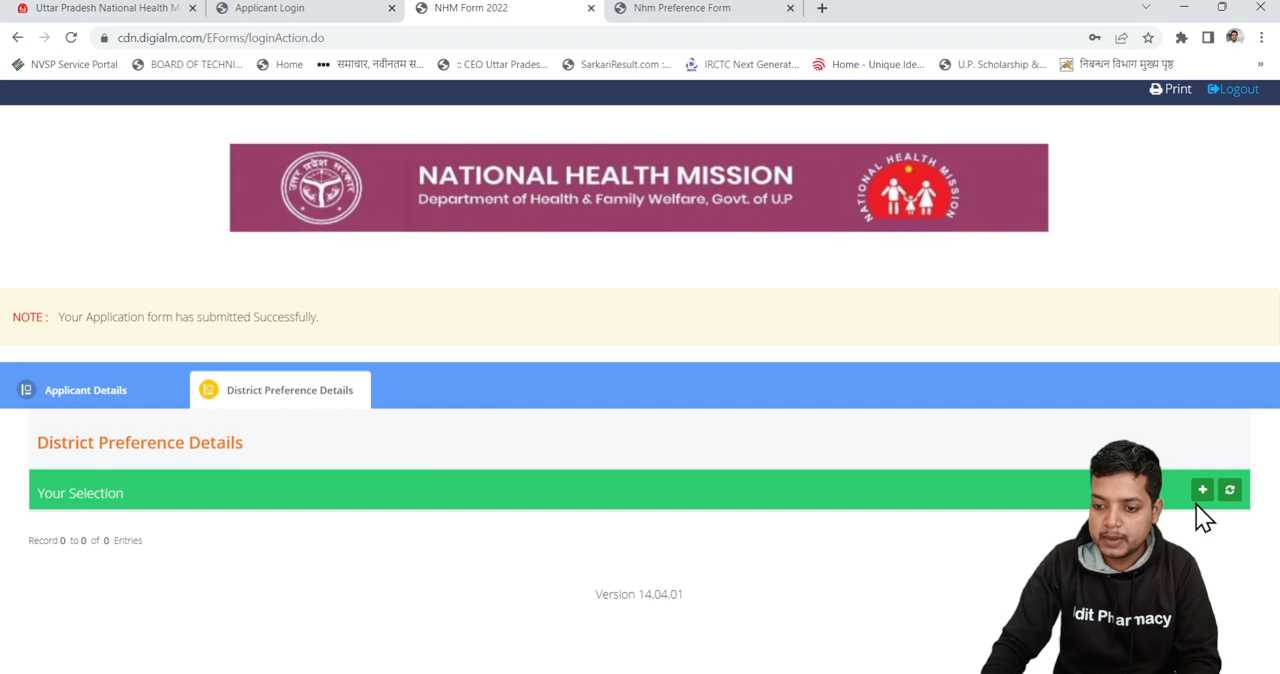 Uttar Pradesh National Health M
Applicant Login
NHM Form 2022
Nhm Preference Form
cdn.digialm.com/EForms/loginAction.do
NVSP Service Portal
BOARD OF TECHNI...
Home
समाचार, नवीनतम स...
:: CEO Uttar Prades...
SarkariResult.com :...
IRCTC Next Generat...
Home - Unique Ide...
U.P. Scholarship &...
निबन्धन विभाग मुख्य पृष्ठ
»
Print
Logout
उत्तर प्रदेश सरकार
NATIONAL HEALTH MISSION
Department of Health & Family Welfare, Govt. of U.P
NATIONAL HEALTH MISSION
NOTE : Your Application form has submitted Successfully.
Applicant Details
District Preference Details
District Preference Details
Your Selection
Record 0 to 0 of 0 Entries
Version 14.04.01
Pharmacy